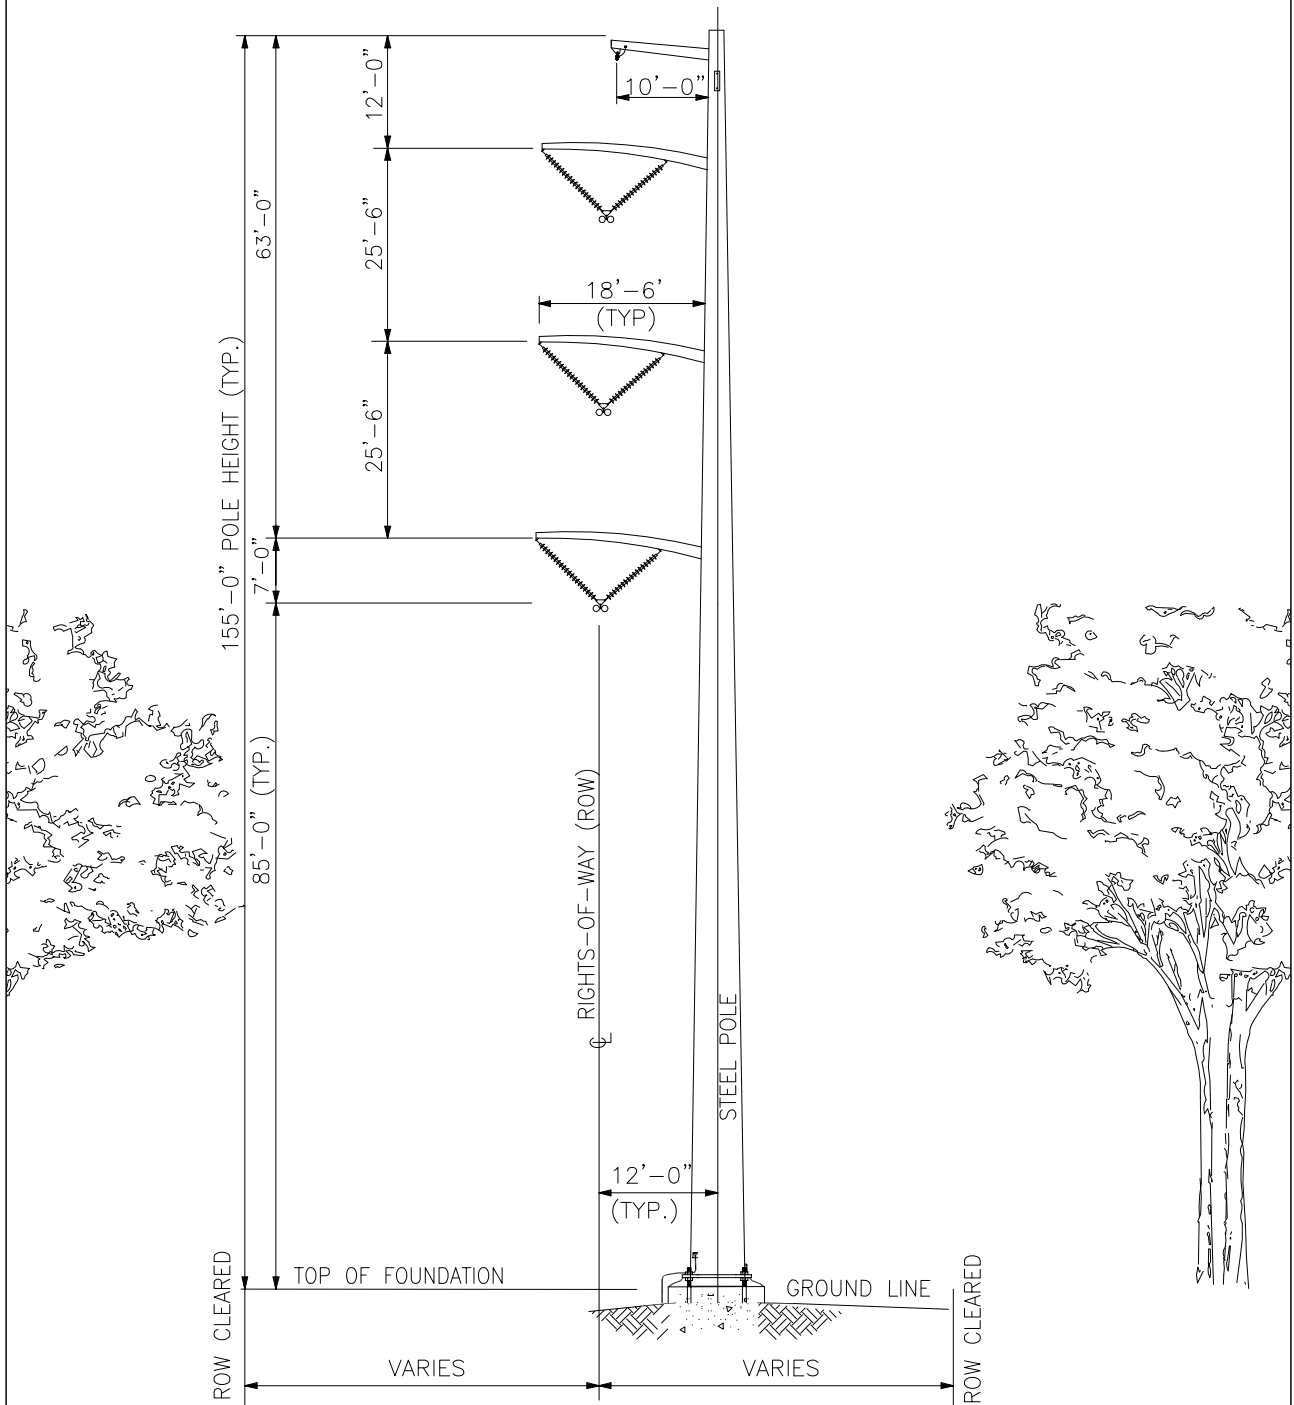 12'-0"
10'-0"
63'-0"
25'-6"
18'-6'
(TYP)
155'-0" POLE HEIGHT (TYP.)
25'-6"
7'-0"
85'-0" (TYP.)
℄ RIGHTS-OF-WAY (ROW)
STEEL POLE
12'-0"
(TYP.)
TOP OF FOUNDATION
GROUND LINE
ROW CLEARED
ROW CLEARED
VARIES
VARIES